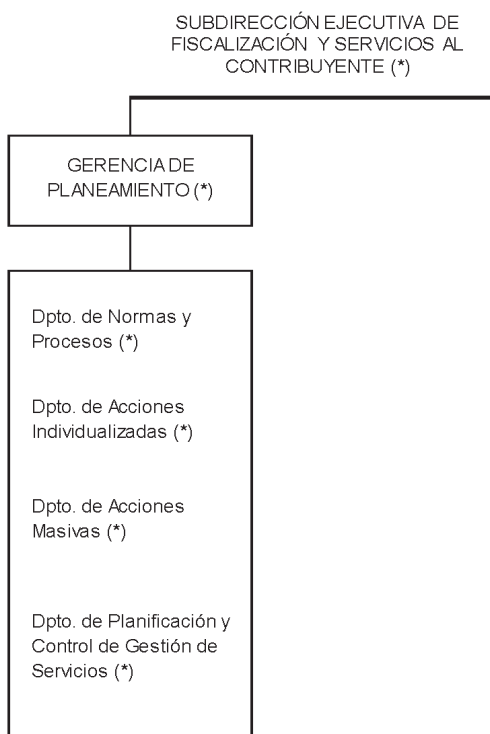 SUBDIRECCIÓN EJECUTIVA DE
FISCALIZACIÓN Y SERVICIOS AL
CONTRIBUYENTE (*)
GERENCIA DE
PLANEAMIENTO (*)
Dpto. de Normas y
Procesos (*)
Dpto. de Acciones
Individualizadas (*)
Dpto. de Acciones
Masivas (*)
Dpto. de Planificación y
Control de Gestión de
Servicios (*)